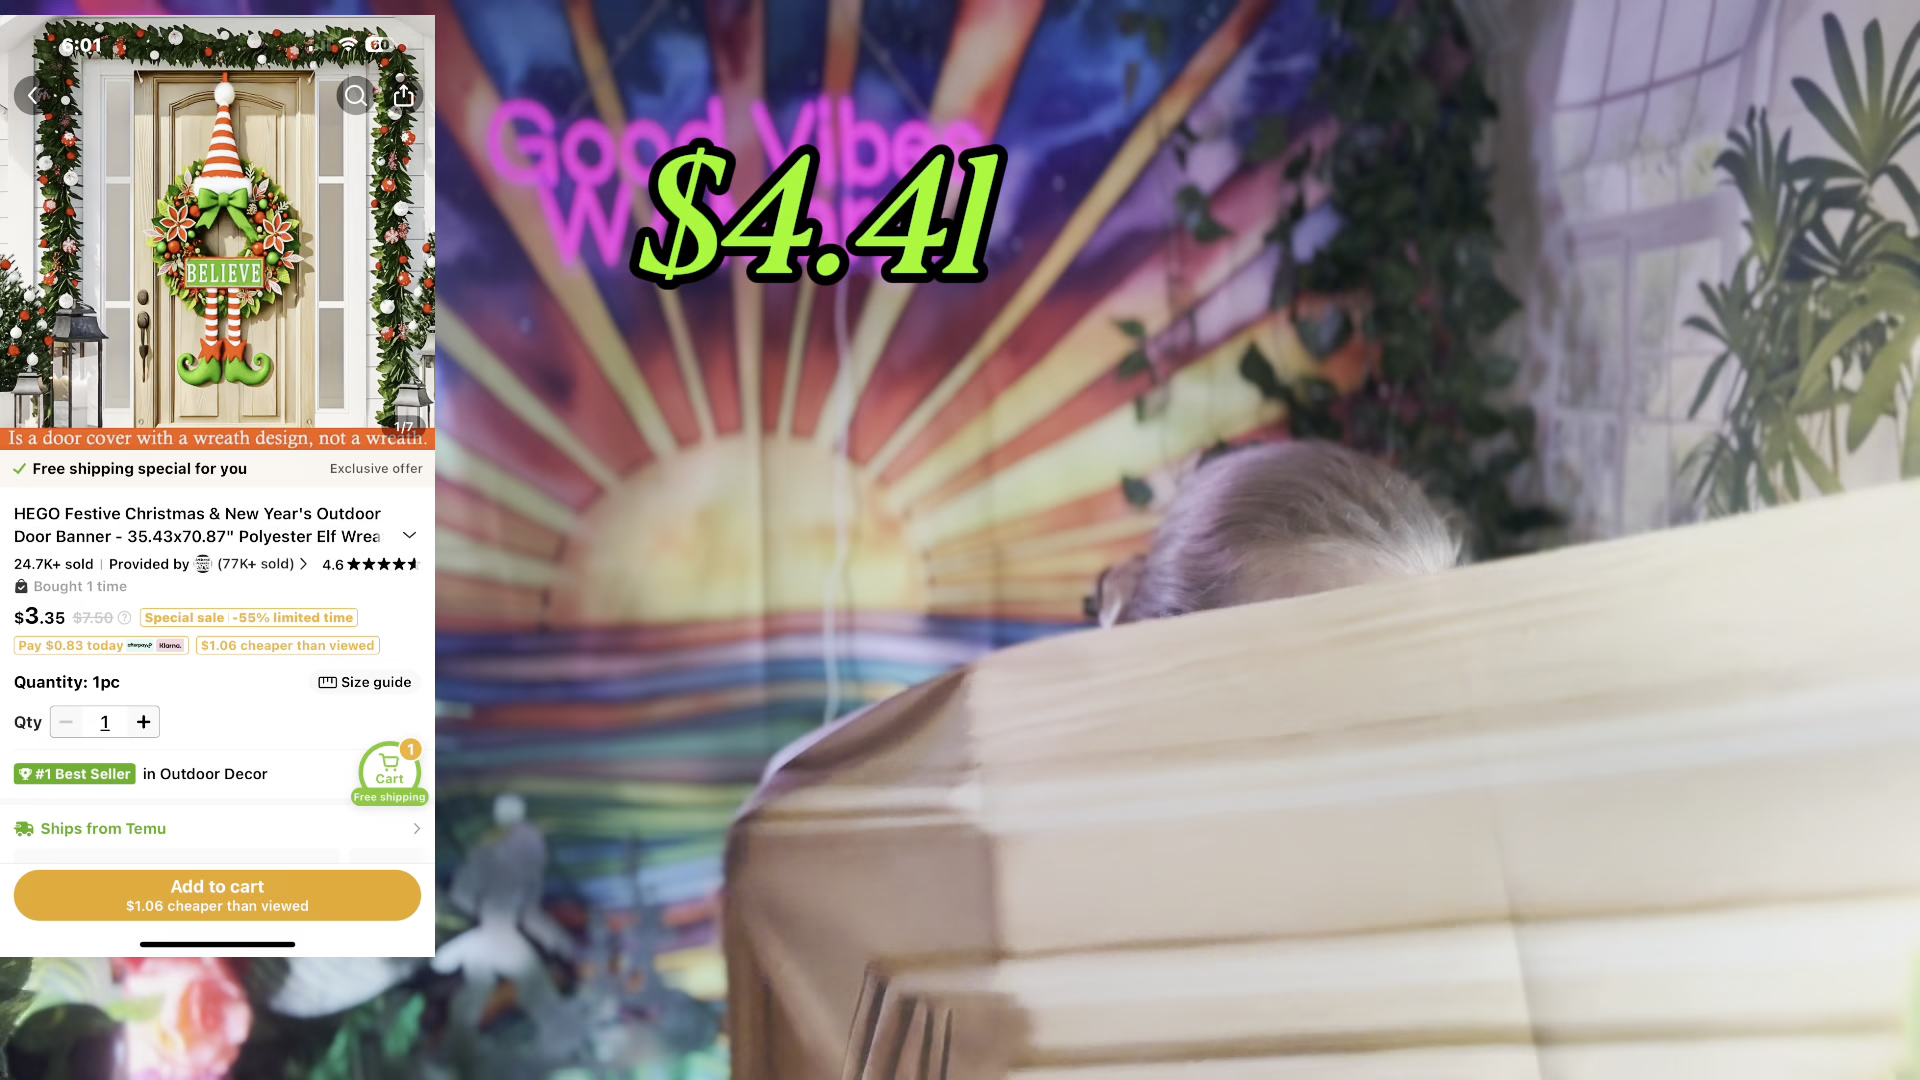 6:01
60
BELIEVE
1/7
Is a door cover with a wreath design, not a wreath.
Free shipping special for you
Exclusive offer
HEGO Festive Christmas & New Year's Outdoor
Door Banner - 35.43x70.87" Polyester Elf Wrea
24.7K+ sold | Provided by (77K+ sold) 4.6
Bought 1 time
$3.35 $7.50 Special sale -55% limited time
Pay $0.83 today afterpay Klarna. $1.06 cheaper than viewed
Quantity: 1pc
Size guide
Qty 1
1
Cart
Free shipping
#1 Best Seller in Outdoor Decor
Ships from Temu
Add to cart
$1.06 cheaper than viewed
Good Vibes
$4.41